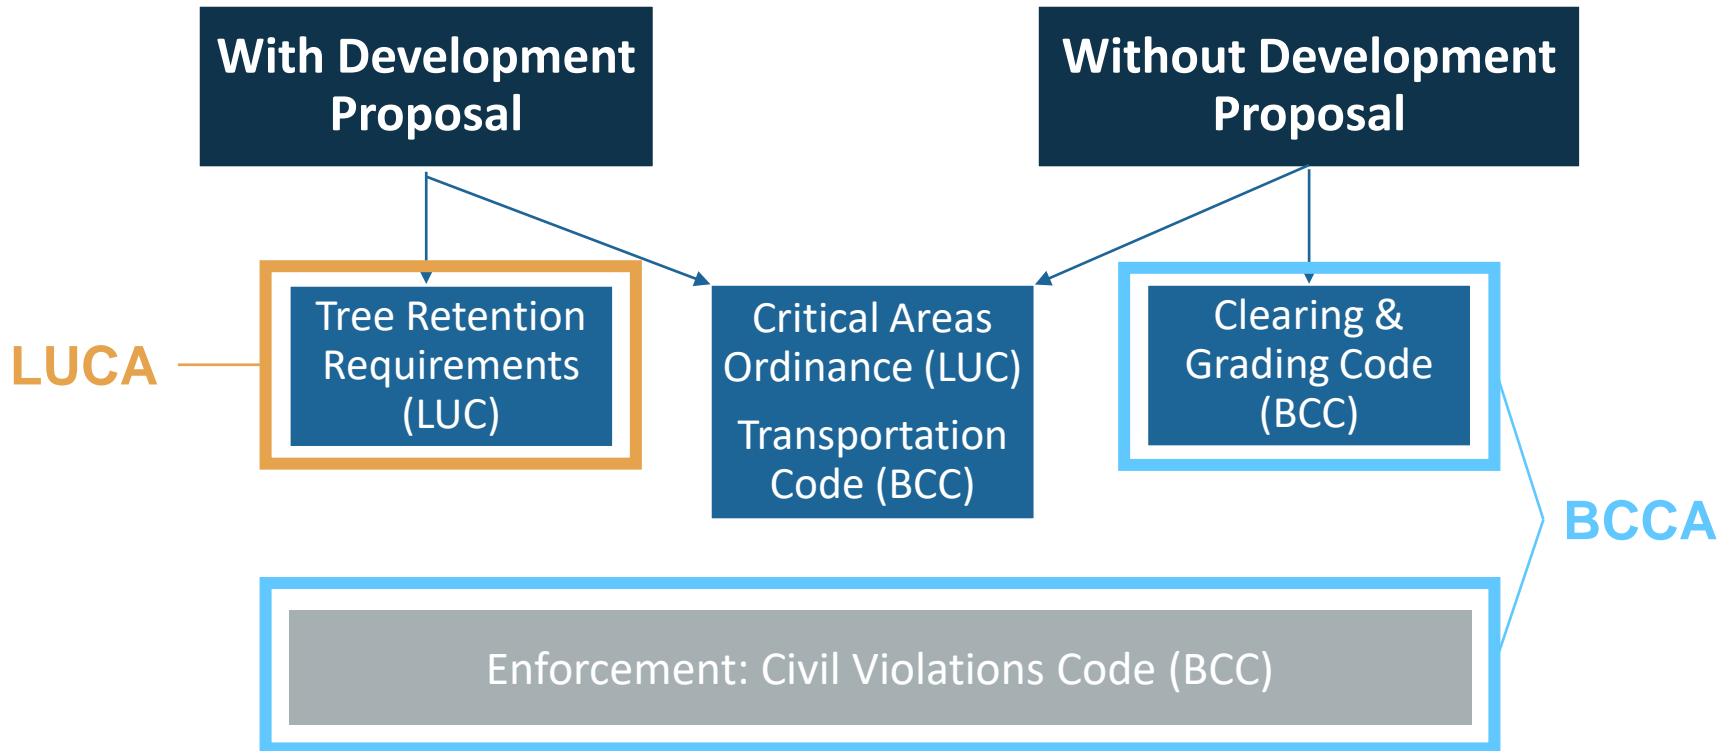 With Development
Proposal
Without Development
Proposal
LUCA
Tree Retention
Requirements
(LUC)
Critical Areas
Ordinance (LUC)
Transportation
Code (BCC)
Clearing &
Grading Code
(BCC)
BCCA
Enforcement: Civil Violations Code (BCC)